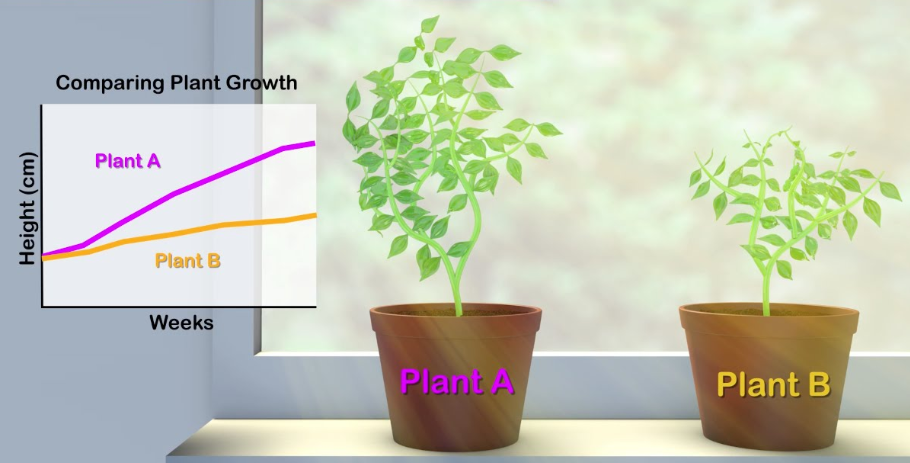 Comparing Plant Growth
Height (cm)
Plant A
Plant B
Weeks
Plant A
Plant B